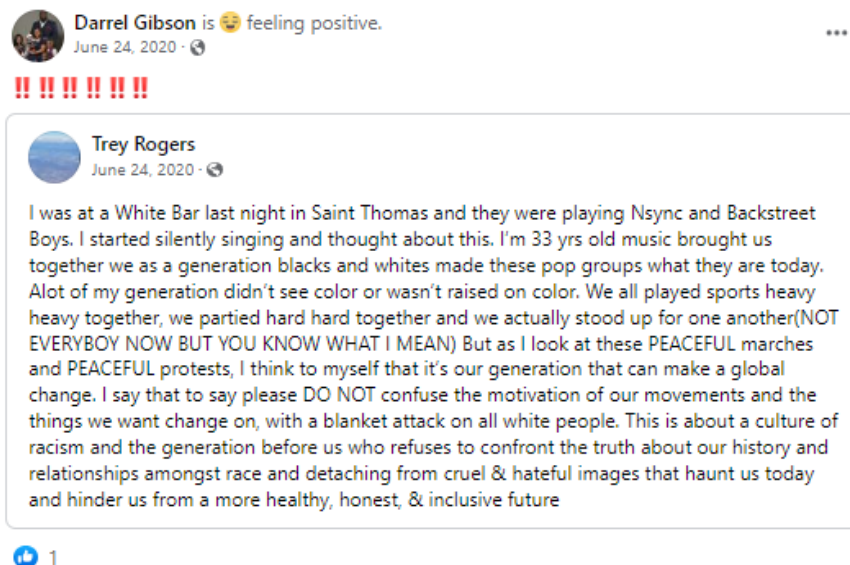 Darrel Gibson is 😌 feeling positive.
June 24, 2020 ·
‼️ ‼️ ‼️ ‼️ ‼️ ‼️
Trey Rogers
June 24, 2020 ·
I was at a White Bar last night in Saint Thomas and they were playing Nsync and Backstreet
Boys. I started silently singing and thought about this. I'm 33 yrs old music brought us
together we as a generation blacks and whites made these pop groups what they are today.
Alot of my generation didn't see color or wasn't raised on color. We all played sports heavy
heavy together, we partied hard hard together and we actually stood up for one another(NOT
EVERYBOY NOW BUT YOU KNOW WHAT I MEAN) But as I look at these PEACEFUL marches
and PEACEFUL protests, I think to myself that it's our generation that can make a global
change. I say that to say please DO NOT confuse the motivation of our movements and the
things we want change on, with a blanket attack on all white people. This is about a culture of
racism and the generation before us who refuses to confront the truth about our history and
relationships amongst race and detaching from cruel & hateful images that haunt us today
and hinder us from a more healthy, honest, & inclusive future
1